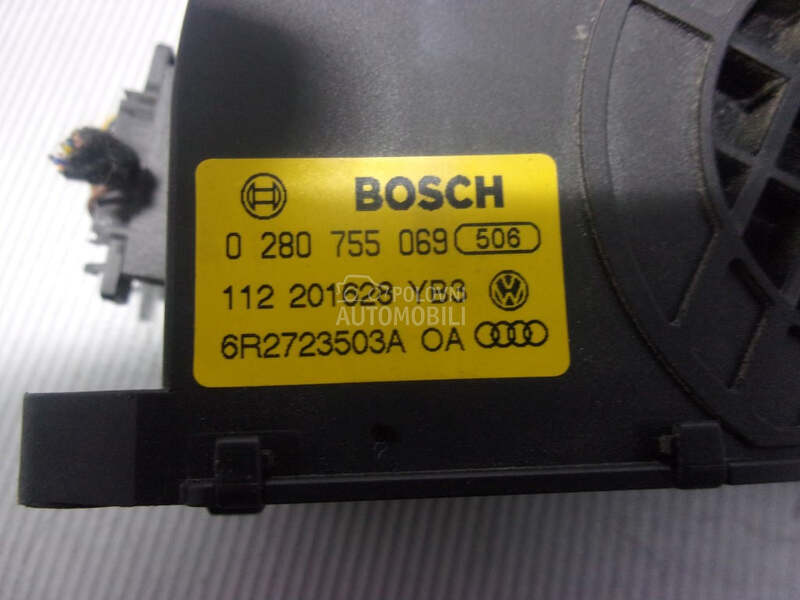 BOSCH
0 280 755 069 506
112 201628 YB3
POLOVNI
AUTOMOBILI
6R2723503A OA